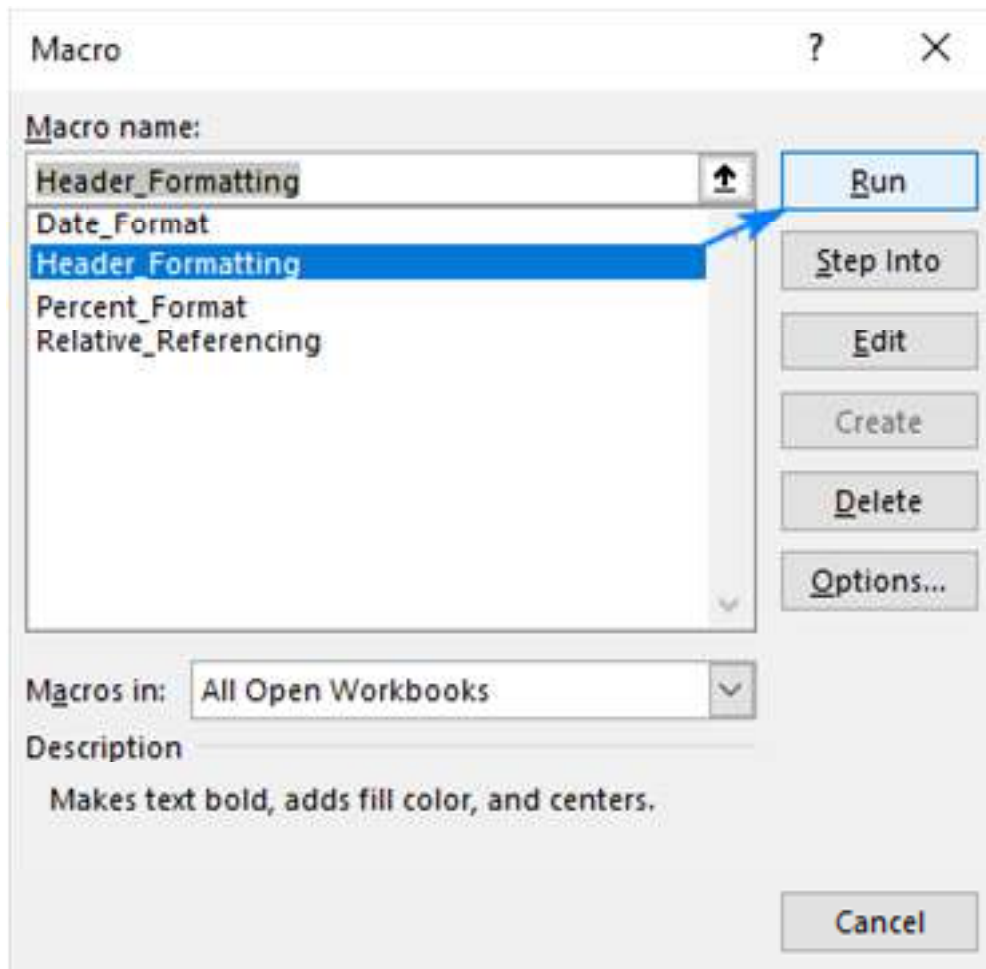 Macro
?
Macro name:
Header_Formatting
Run
Date_Format
Header_Formatting
Step Into
Percent_Format
Relative_Referencing
Edit
Create
Delete
Options...
Macros in: All Open Workbooks
Description
Makes text bold, adds fill color, and centers.
Cancel